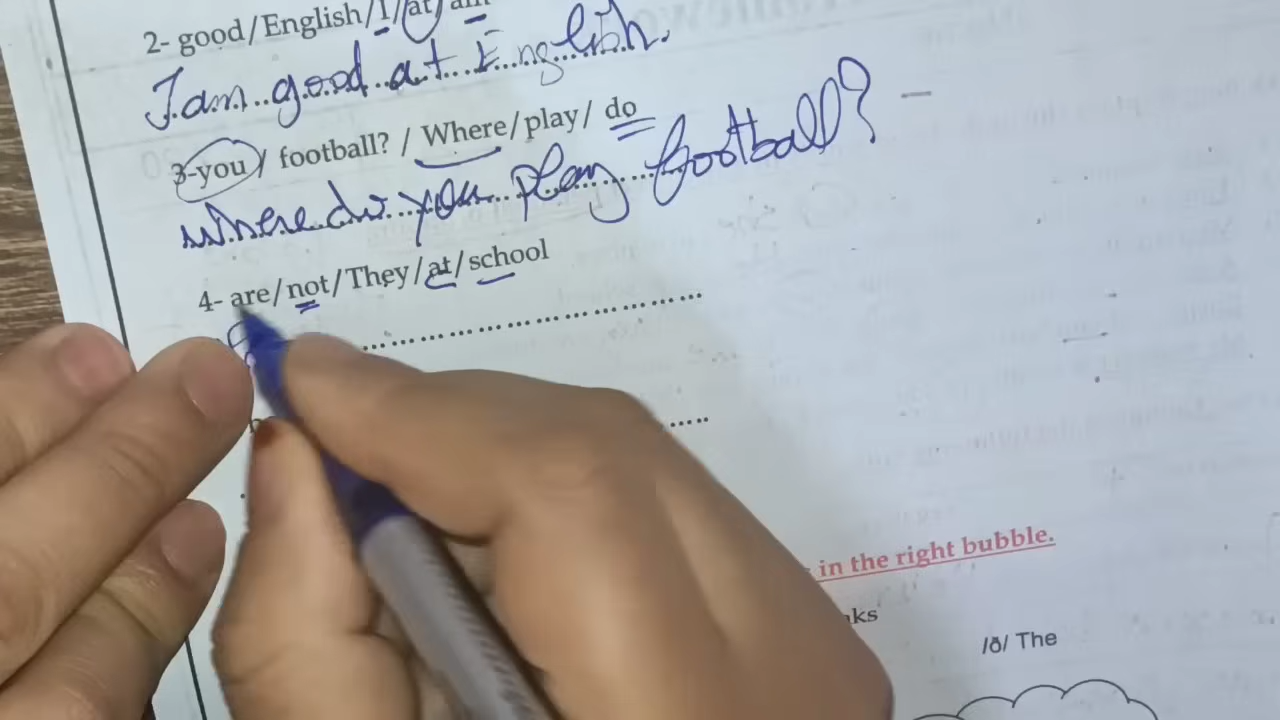 2- good/English/I/at/am
I am good at English.
3-you/ football? / Where/play/ do
Where do you play football?
4- are/not/They/at/school
in the right bubble.
/ð/ The